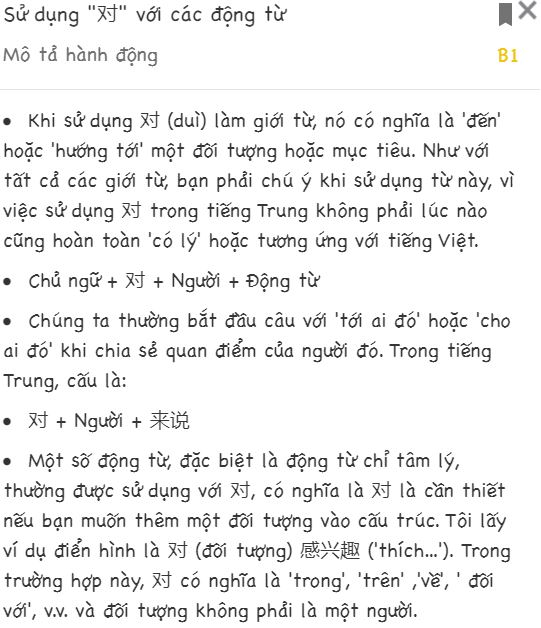 Sử dụng "对" với các động từ
Mô tả hành động
B1
• Khi sử dụng 对 (duì) làm giới từ, nó có nghĩa là 'đến'
hoặc 'hướng tới' một đối tượng hoặc mục tiêu. Như với
tất cả các giới từ, bạn phải chú ý khi sử dụng từ này, vì
việc sử dụng 对 trong tiếng Trung không phải lúc nào
cũng hoàn toàn 'có lý' hoặc tương ứng với tiếng Việt.
• Chủ ngữ + 对 + Người + Động từ
• Chúng ta thường bắt đầu câu với 'tới ai đó' hoặc 'cho
ai đó' khi chia sẻ quan điểm của người đó. Trong tiếng
Trung, cấu là:
• 对 + Người + 来说
• Một số động từ, đặc biệt là động từ chỉ tâm lý,
thường được sử dụng với 对, có nghĩa là 对 là cần thiết
nếu bạn muốn thêm một đối tượng vào cấu trúc. Tôi lấy
ví dụ điển hình là 对 (đối tượng) 感兴趣 ('thích...'). Trong
trường hợp này, 对 có nghĩa là 'trong', 'trên' ,'về', ' đối
với', v.v. và đối tượng không phải là một người.